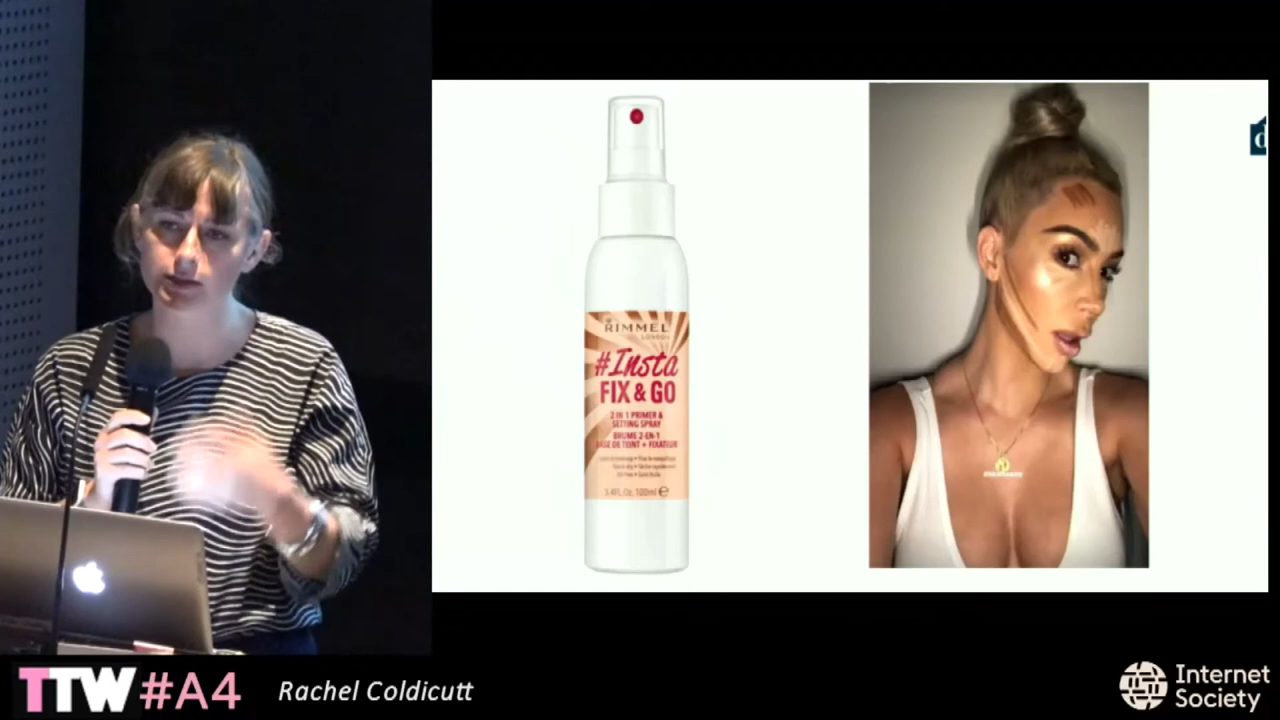 d
RIMMEL
LONDON
#Insta
FIX & GO
2 IN 1 PRIMER &
SETTING SPRAY
BRUME 2-EN-1
BASE DE TEINT + FIXATEUR
3.4FL.Oz. 100ml e
TTW#A4
Rachel Coldicutt
Internet
Society